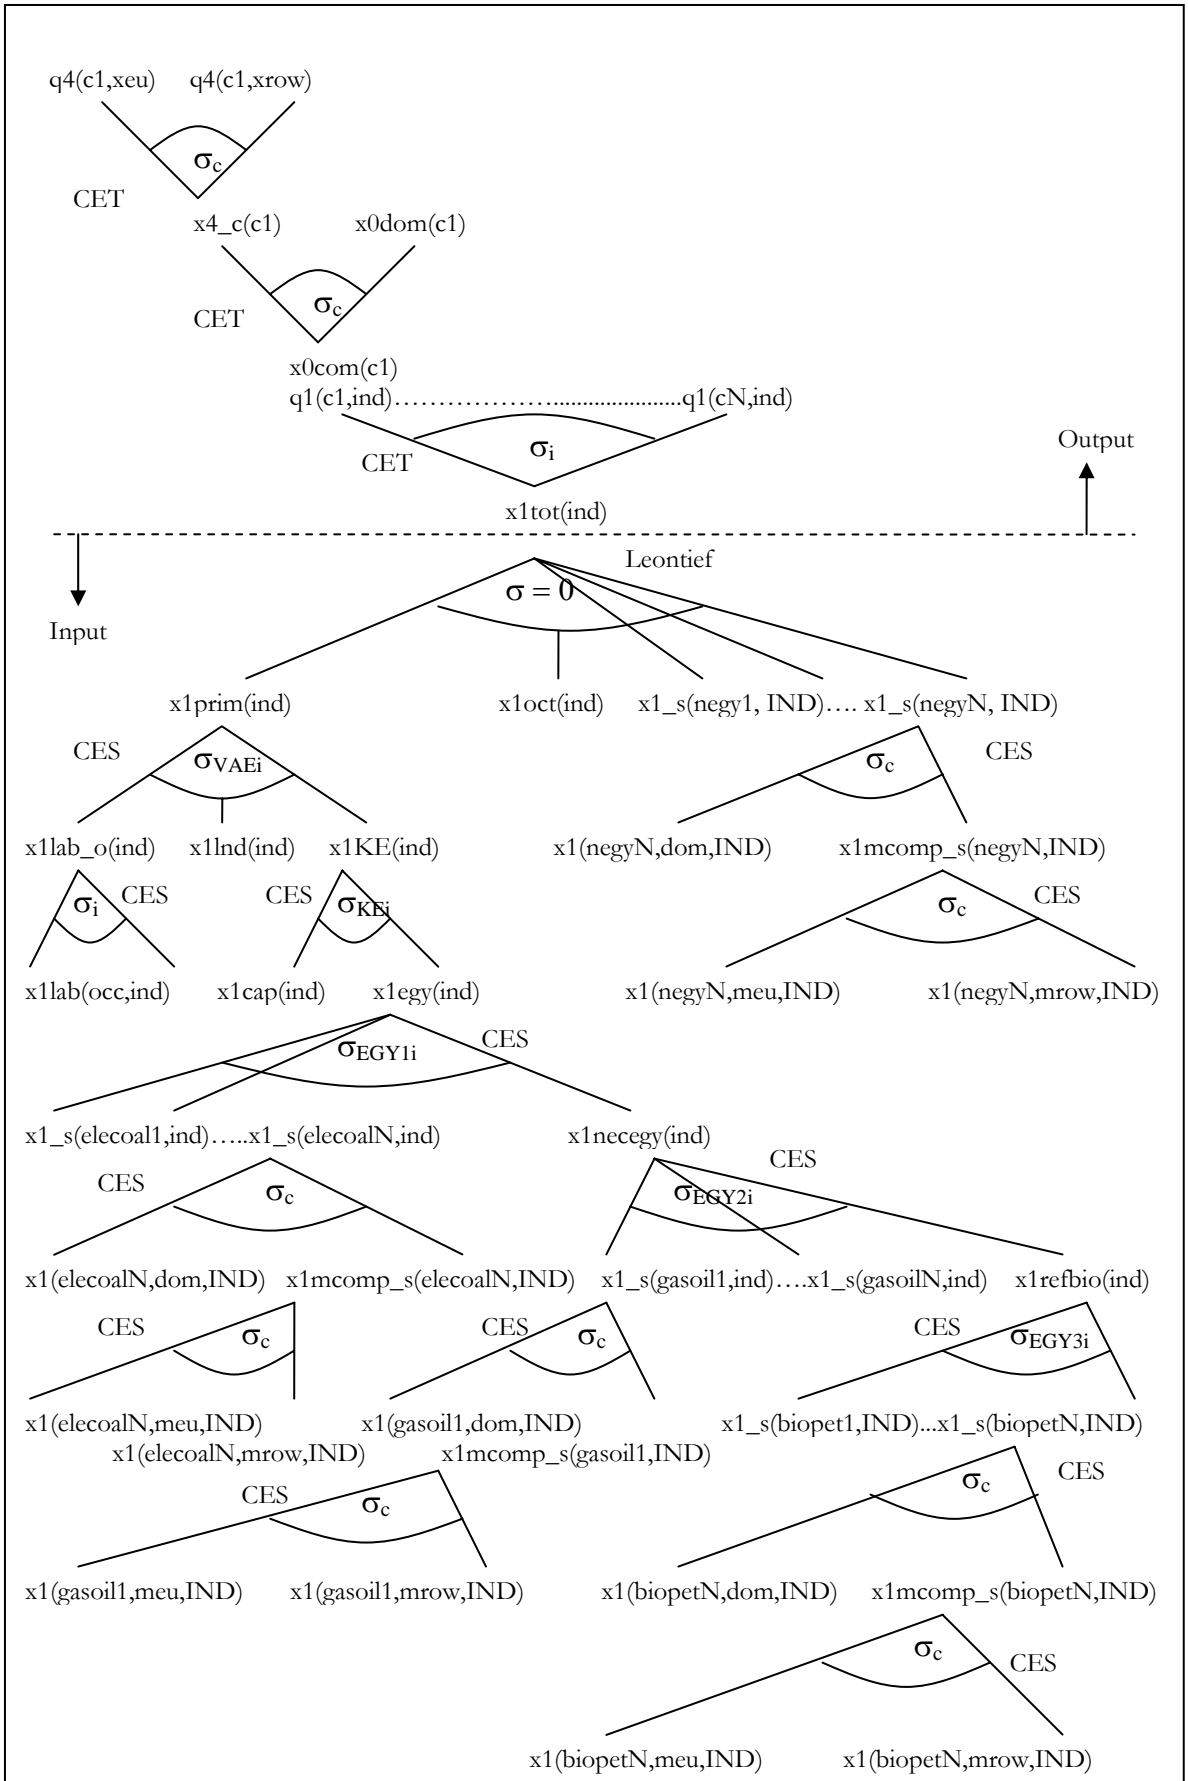 q4(c1,xeu) q4(c1,xrow)
σc
CET
x4_c(c1) x0dom(c1)
σc
CET
x0com(c1)
q1(c1,ind)……………….......................q1(cN,ind)
σi
CET
Output
x1tot(ind)
Leontief
σ = 0
Input
x1prim(ind) x1oct(ind) x1_s(negy1, IND)…. x1_s(negyN, IND)
CES σVAEi σc CES
x1lab_o(ind) x1lnd(ind) x1KE(ind) x1(negyN,dom,IND) x1mcomp_s(negyN,IND)
σi CES CES σKEi σc CES
x1lab(occ,ind) x1cap(ind) x1egy(ind) x1(negyN,meu,IND) x1(negyN,mrow,IND)
σEGY1i CES
x1_s(elecoal1,ind)…..x1_s(elecoalN,ind) x1necegy(ind)
CES σc σEGY2i CES
x1(elecoalN,dom,IND) x1mcomp_s(elecoalN,IND) x1_s(gasoil1,ind)….x1_s(gasoilN,ind) x1refbio(ind)
CES σc CES σc CES σEGY3i
x1(elecoalN,meu,IND) x1(gasoil1,dom,IND) x1_s(biopet1,IND)...x1_s(biopetN,IND)
x1(elecoalN,mrow,IND) x1mcomp_s(gasoil1,IND)
CES σc σc CES
x1(gasoil1,meu,IND) x1(gasoil1,mrow,IND) x1(biopetN,dom,IND) x1mcomp_s(biopetN,IND)
σc CES
x1(biopetN,meu,IND) x1(biopetN,mrow,IND)